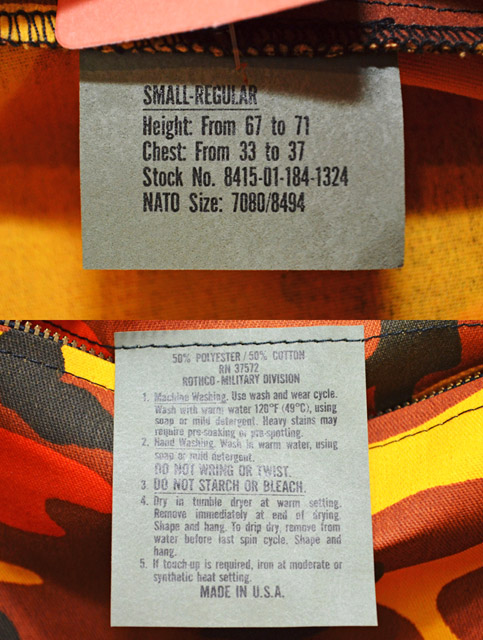 SMALL-REGULAR
Height: From 67 to 71
Chest: From 33 to 37
Stock No. 8415-01-184-1324
NATO Size: 7080/8494
50% POLYESTER/50% COTTON
RN 37572
ROTHCO-MILITARY DIVISION
1. Machine Washing. Use wash and wear cycle.
Wash with warm water 120°F (49°C), using
soap or mild detergent. Heavy stains may
require pre-soaking or pre-spotting.
2. Hand Washing. Wash in warm water, using
soap or mild detergent.
DO NOT WRING OR TWIST.
3. DO NOT STARCH OR BLEACH.
4. Dry in tumble dryer at warm setting.
Remove immediately at end of drying.
Shape and hang. To drip dry, remove from
water before last spin cycle. Shape and
hang.
5. If touch-up is required, iron at moderate or
synthetic heat setting.
MADE IN U.S.A.